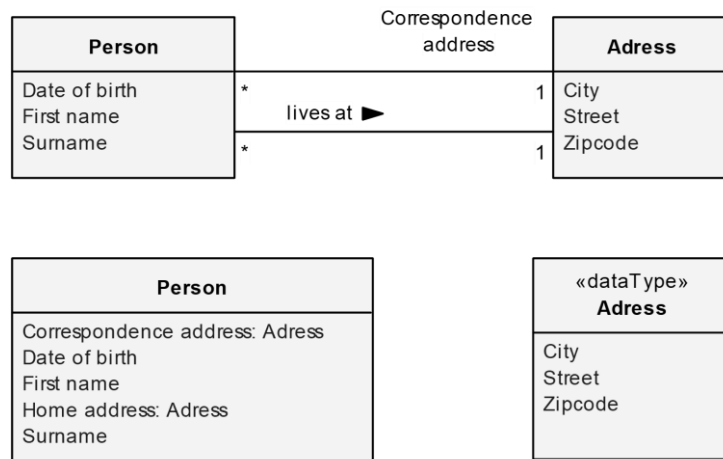 Correspondence
address
Person
Adress
Date of birth
First name
Surname
*
lives at ►
1
*
1
City
Street
Zipcode
Person
Correspondence address: Adress
Date of birth
First name
Home address: Adress
Surname
«dataType»
Adress
City
Street
Zipcode